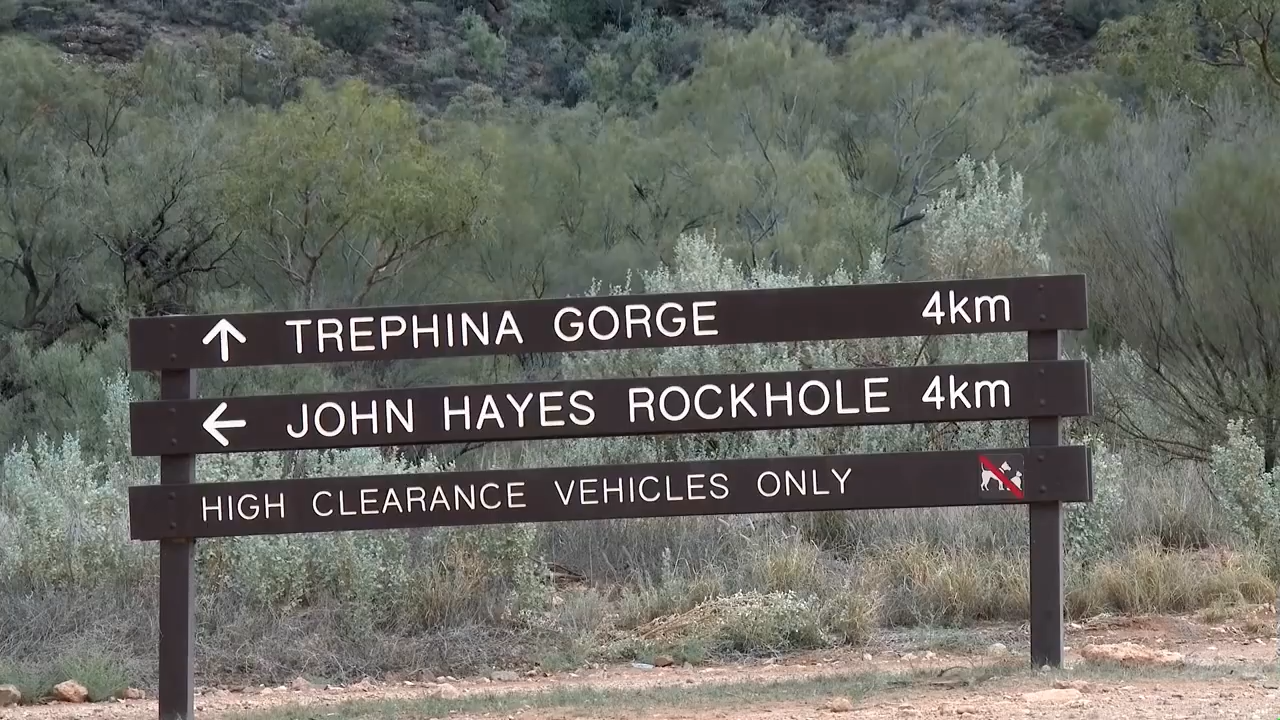 ↑ TREPHINA GORGE 4km
← JOHN HAYES ROCKHOLE 4km
HIGH CLEARANCE VEHICLES ONLY